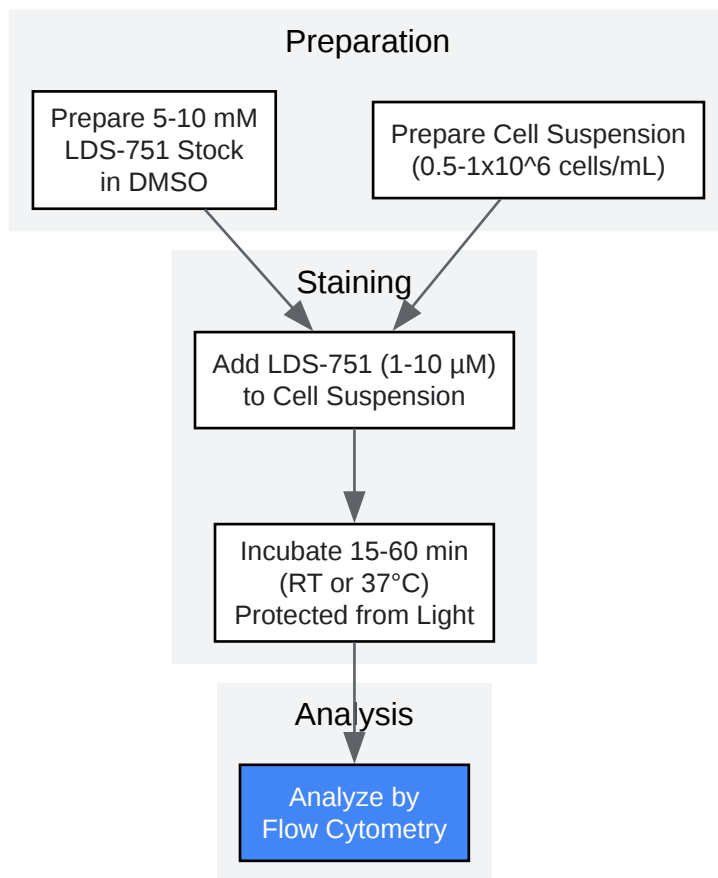 Preparation
Prepare 5-10 mM
LDS-751 Stock
in DMSO
Prepare Cell Suspension
(0.5-1x10^6 cells/mL)
Staining
Add LDS-751 (1-10 µM)
to Cell Suspension
Incubate 15-60 min
(RT or 37°C)
Protected from Light
Analysis
Analyze by
Flow Cytometry